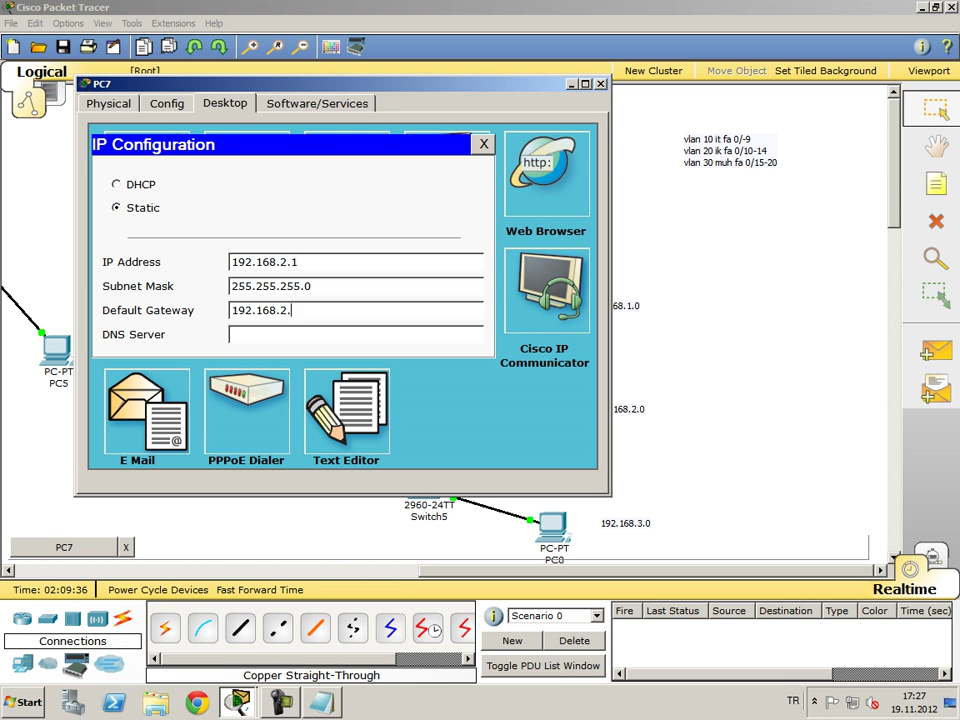 Cisco Packet Tracer
File Edit Options View Tools Extensions Help
Logical
[Root]
New Cluster
Move Object
Set Tiled Background
Viewport
PC7
Physical
Config
Desktop
Software/Services
IP Configuration
X
DHCP
Static
IP Address
192.168.2.1
Subnet Mask
255.255.255.0
Default Gateway
192.168.2.
DNS Server
http:
Web Browser
Cisco IP
Communicator
@
E Mail
PPPoE Dialer
Text Editor
vlan 10 it fa 0/-9
vlan 20 ik fa 0/10-14
vlan 30 muh fa 0/15-20
68.1.0
168.2.0
PC-PT
PC5
2960-24TT
Switch5
192.168.3.0
PC-PT
PC7
X
Time: 02:09:36
Power Cycle Devices Fast Forward Time
Realtime
Connections
Copper Straight-Through
Scenario 0
New
Delete
Toggle PDU List Window
Fire
Last Status
Source
Destination
Type
Color
Time (sec)
Start
TR
17:27
19.11.2012